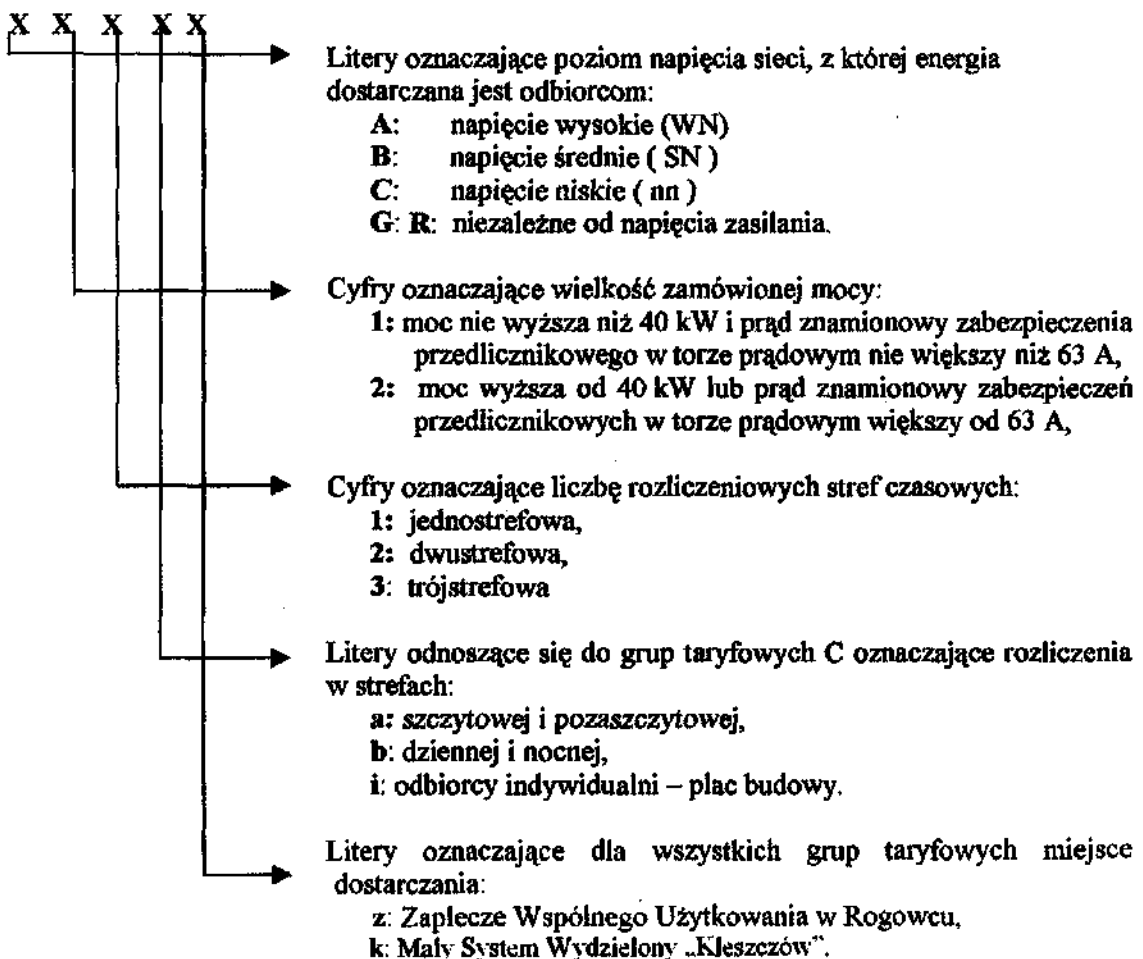 X X X X X
Litery oznaczające poziom napięcia sieci, z której energia
dostarczana jest odbiorcom:
A: napięcie wysokie (WN)
B: napięcie średnie ( SN )
C: napięcie niskie ( nn )
G: R: niezależne od napięcia zasilania.
Cyfry oznaczające wielkość zamówionej mocy:
1: moc nie wyższa niż 40 kW i prąd znamionowy zabezpieczenia
przedlicznikowego w torze prądowym nie większy niż 63 A,
2: moc wyższa od 40 kW lub prąd znamionowy zabezpieczeń
przedlicznikowych w torze prądowym większy od 63 A,
Cyfry oznaczające liczbę rozliczeniowych stref czasowych:
1: jednostrefowa,
2: dwustrefowa,
3: trójstrefowa
Litery odnoszące się do grup taryfowych C oznaczające rozliczenia
w strefach:
a: szczytowej i pozaszczytowej,
b: dziennej i nocnej,
i: odbiorcy indywidualni – plac budowy.
Litery oznaczające dla wszystkich grup taryfowych miejsce
dostarczania:
z: Zaplecze Wspólnego Użytkowania w Rogowcu,
k: Mały System Wydzielony „Kleszczów”.